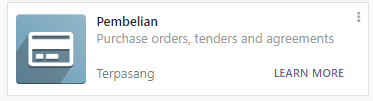 Pembelian
Purchase orders, tenders and agreements
Terpasang LEARN MORE